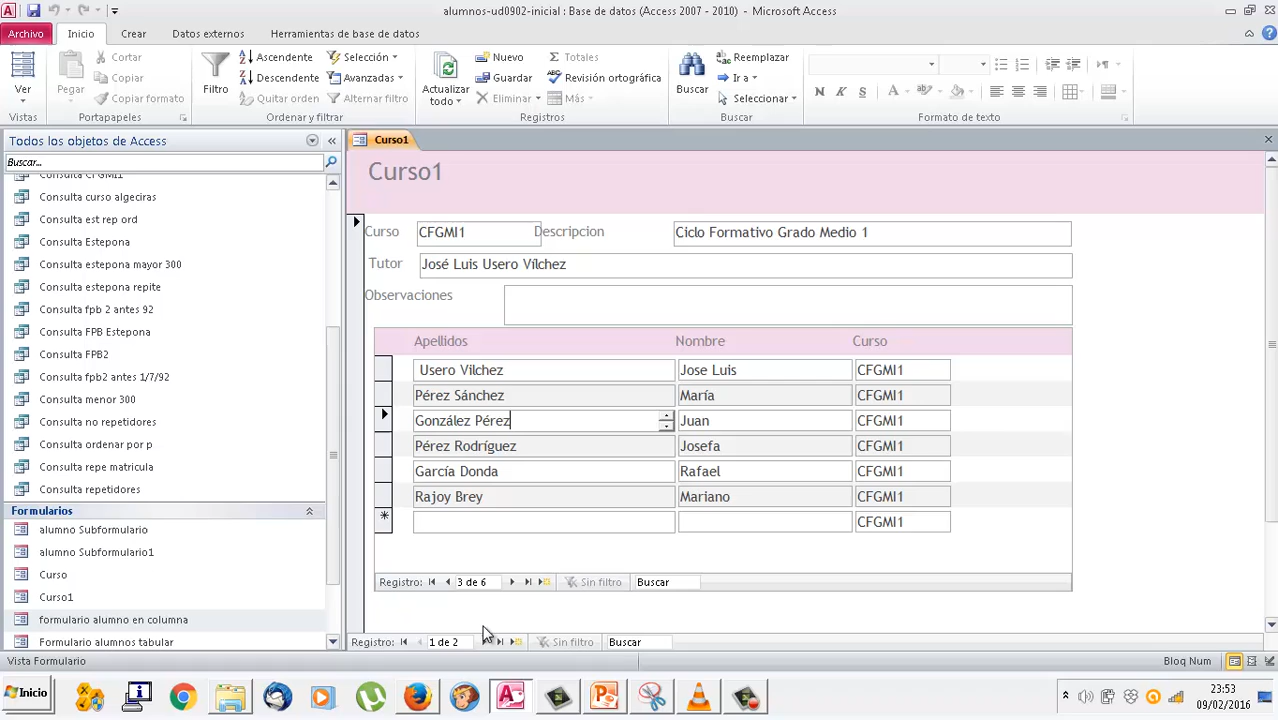 alumnos-ud0902-inicial : Base de datos (Access 2007 - 2010) - Microsoft Access
Archivo Inicio Crear Datos externos Herramientas de base de datos
Ver
Vistas
Pegar
Cortar
Copiar
Copiar formato
Portapapeles
Filtro
Ascendente
Descendente
Quitar orden
Selección
Avanzadas
Alternar filtro
Ordenar y filtrar
Actualizar
todo
Nuevo
Guardar
Eliminar
Totales
Revisión ortográfica
Más
Registros
Buscar
Reemplazar
Ir a
Seleccionar
Buscar
N K S
A
Formato de texto
Todos los objetos de Access
Buscar...
Consulta CFGMI1
Consulta curso algeciras
Consulta est rep ord
Consulta Estepona
Consulta estepona mayor 300
Consulta estepona repite
Consulta fpb 2 antes 92
Consulta FPB Estepona
Consulta FPB2
Consulta fpb2 antes 1/7/92
Consulta menor 300
Consulta no repetidores
Consulta ordenar por p
Consulta repe matricula
Consulta repetidores
Formularios
alumno Subformulario
alumno Subformulario1
Curso
Curso1
formulario alumno en columna
Formulario alumnos tabular
Curso1
Curso1
Curso CFGMI1 Descripcion Ciclo Formativo Grado Medio 1
Tutor José Luis Usero Vílchez
Observaciones
Apellidos Nombre Curso
Usero Vilchez Jose Luis CFGMI1
Pérez Sánchez María CFGMI1
González Pérez Juan CFGMI1
Pérez Rodríguez Josefa CFGMI1
García Donda Rafael CFGMI1
Rajoy Brey Mariano CFGMI1
* CFGMI1
Registro: 3 de 6 Sin filtro Buscar
Registro: 1 de 2 Sin filtro Buscar
Vista Formulario Bloq Num
Inicio
23:53
09/02/2016